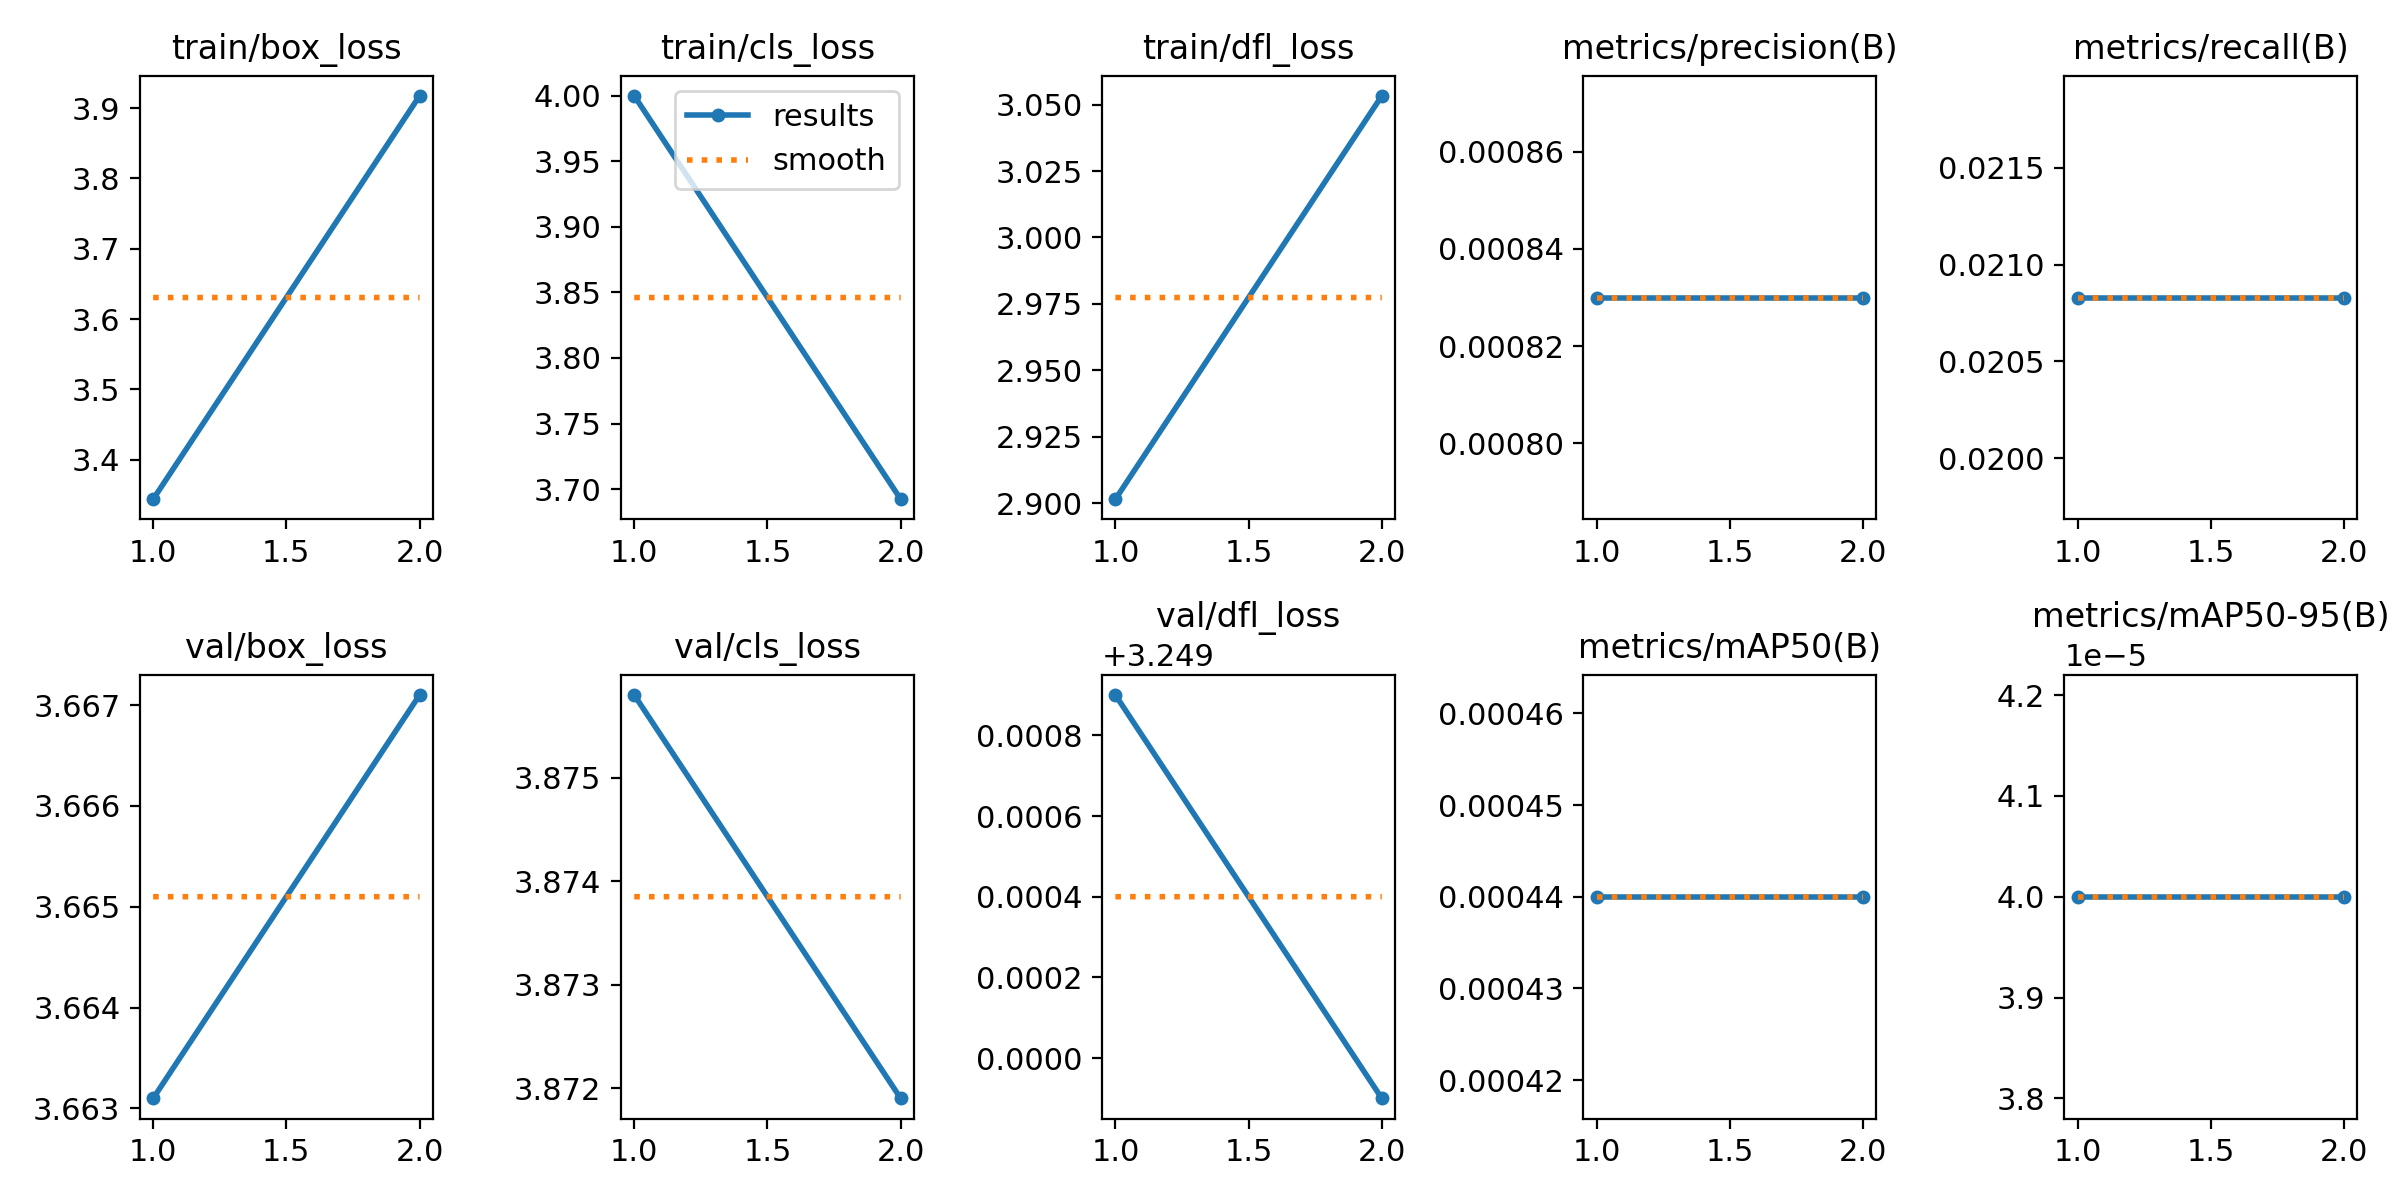 train/box_loss
3.9
3.8
3.7
3.6
3.5
3.4
1.0 1.5 2.0
train/cls_loss
results
smooth
4.00
3.95
3.90
3.85
3.80
3.75
3.70
1.0 1.5 2.0
train/dfl_loss
3.050
3.025
3.000
2.975
2.950
2.925
2.900
1.0 1.5 2.0
metrics/precision(B)
0.00086
0.00084
0.00082
0.00080
1.0 1.5 2.0
metrics/recall(B)
0.0215
0.0210
0.0205
0.0200
1.0 1.5 2.0
val/box_loss
3.667
3.666
3.665
3.664
3.663
1.0 1.5 2.0
val/cls_loss
3.875
3.874
3.873
3.872
1.0 1.5 2.0
val/dfl_loss
+3.249
0.0008
0.0006
0.0004
0.0002
0.0000
1.0 1.5 2.0
metrics/mAP50(B)
0.00046
0.00045
0.00044
0.00043
0.00042
1.0 1.5 2.0
metrics/mAP50-95(B)
1e−5
4.2
4.1
4.0
3.9
3.8
1.0 1.5 2.0